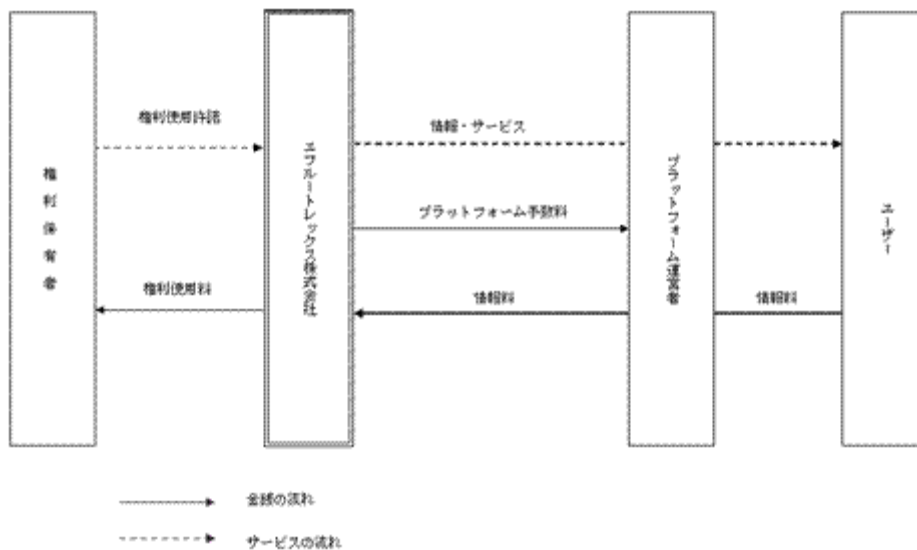 権利使用許諾
情報・サービス
権利保有者
エフルートレックス株式会社
プラットフォーム手数料
プラットフォーム運営者
ユーザー
権利使用料
情報料
情報料
金銭の流れ
サービスの流れ